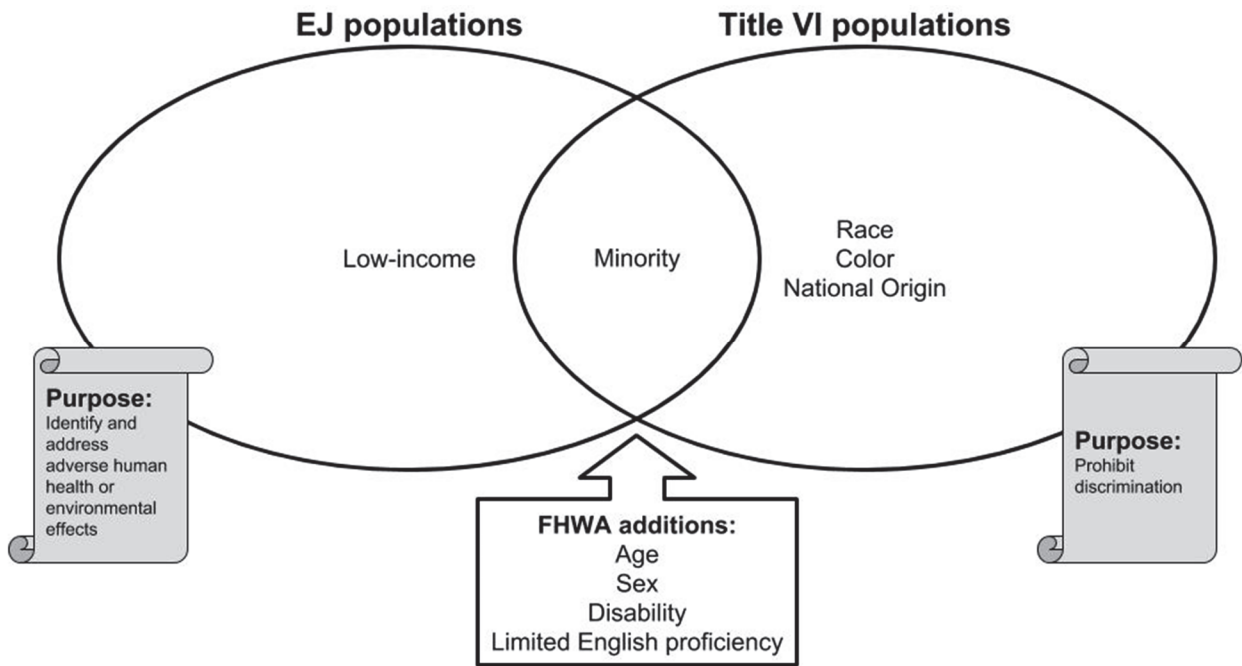 EJ populations
Title VI populations
Low-income
Minority
Race
Color
National Origin
Purpose:
Identify and
address
adverse human
health or
environmental
effects
Purpose:
Prohibit
discrimination
FHWA additions:
Age
Sex
Disability
Limited English proficiency